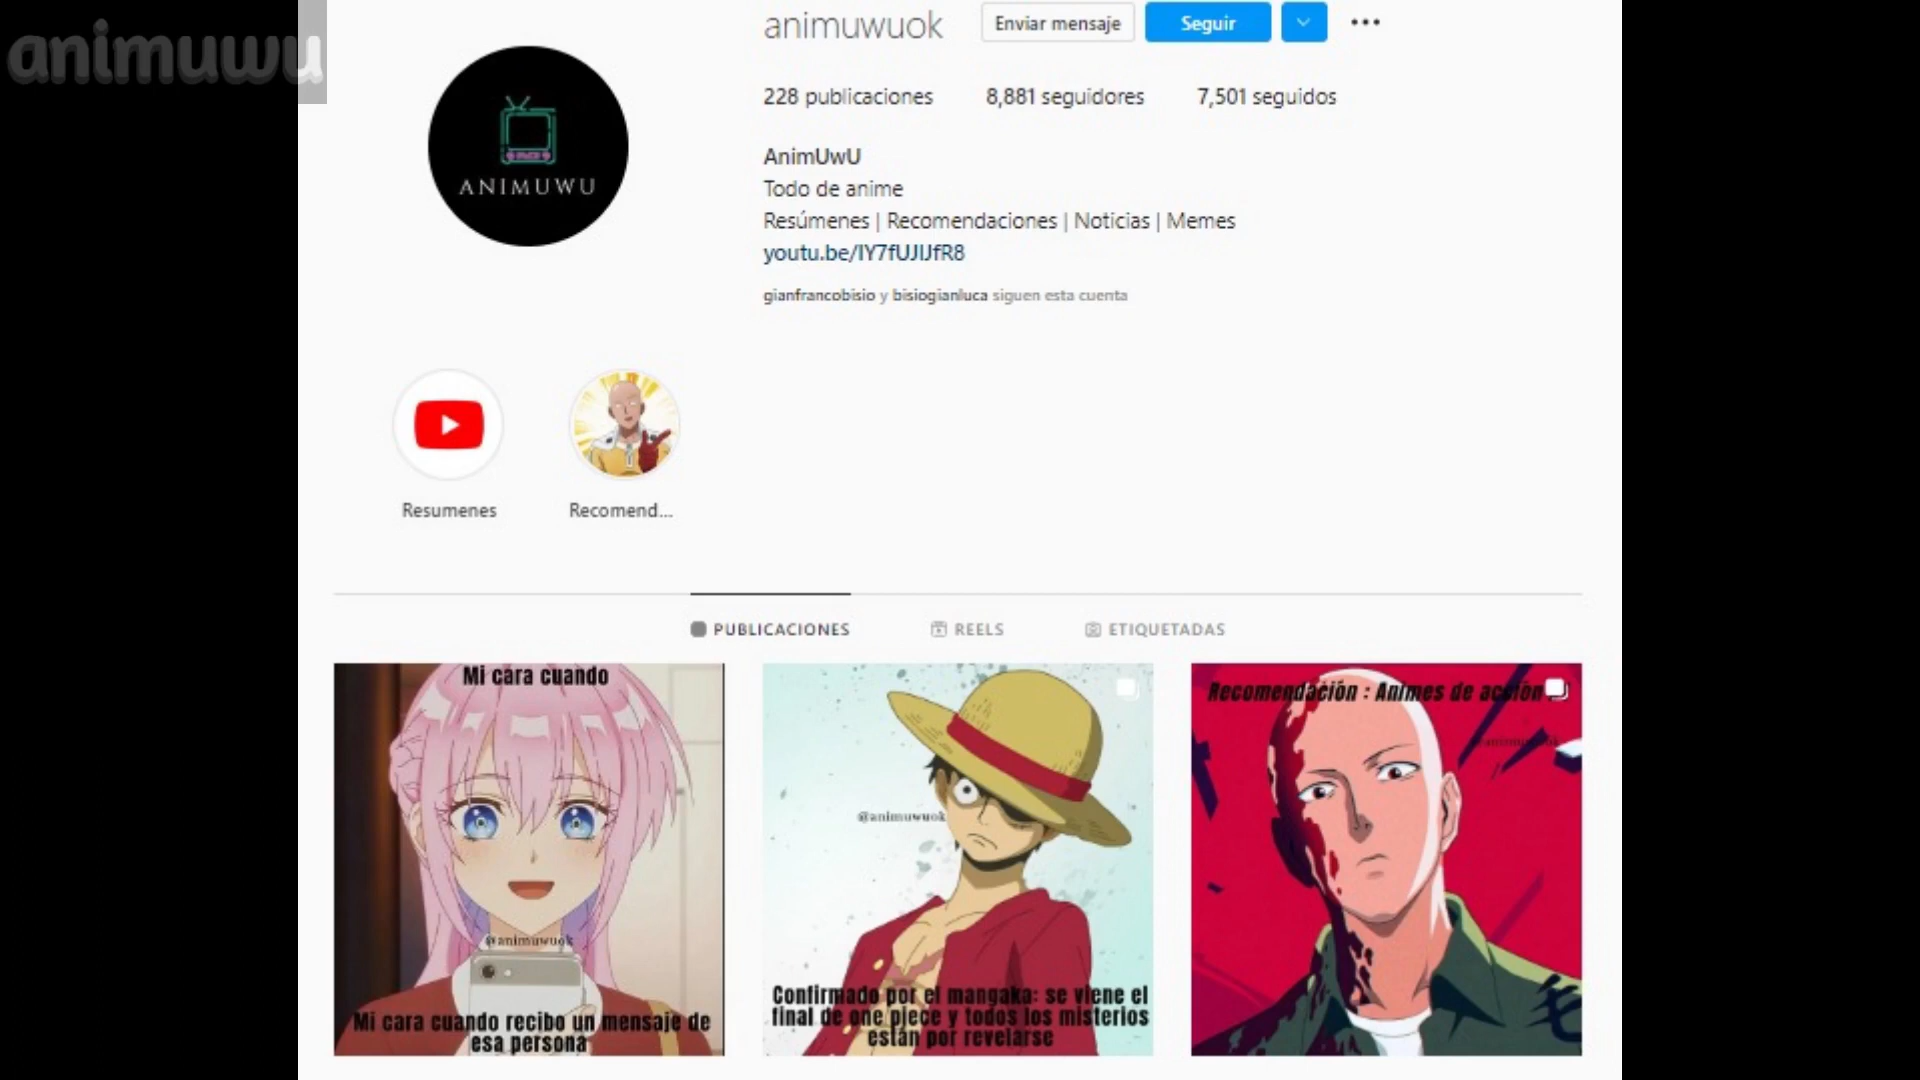 animuwu
animuwuok
Enviar mensaje
Seguir
228 publicaciones
8,881 seguidores
7,501 seguidos
ANIMUWU
AnimUwU
Todo de anime
Resúmenes | Recomendaciones | Noticias | Memes
youtu.be/IY7fUJIJfR8
gianfrancobisio y bisiogianluca siguen esta cuenta
Resumenes
Recomend...
PUBLICACIONES
REELS
ETIQUETADAS
Mi cara cuando
@animuwuok
Mi cara cuando recibo un mensaje de
esa persona
@animuwuok
Confirmado por el mangaka: se viene el
final de one piece y todos los misterios
están por revelarse
Recomendación : Animes de acción
@animuwuok